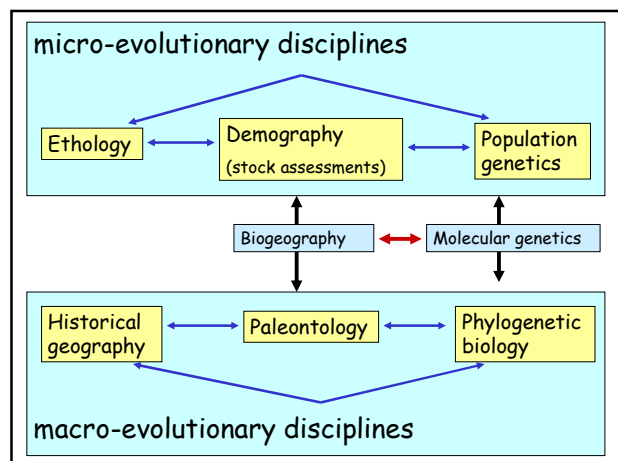 micro-evolutionary disciplines
Ethology
Demography
(stock assessments)
Population
genetics
Biogeography
Molecular genetics
Historical
geography
Paleontology
Phylogenetic
biology
macro-evolutionary disciplines